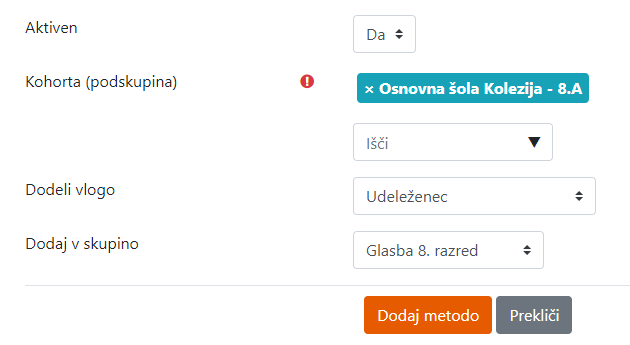 Aktiven
Da
Kohorta (podskupina)
× Osnovna šola Kolezija - 8.A
Išči
Dodeli vlogo
Udeleženec
Dodaj v skupino
Glasba 8. razred
Dodaj metodo
Prekliči